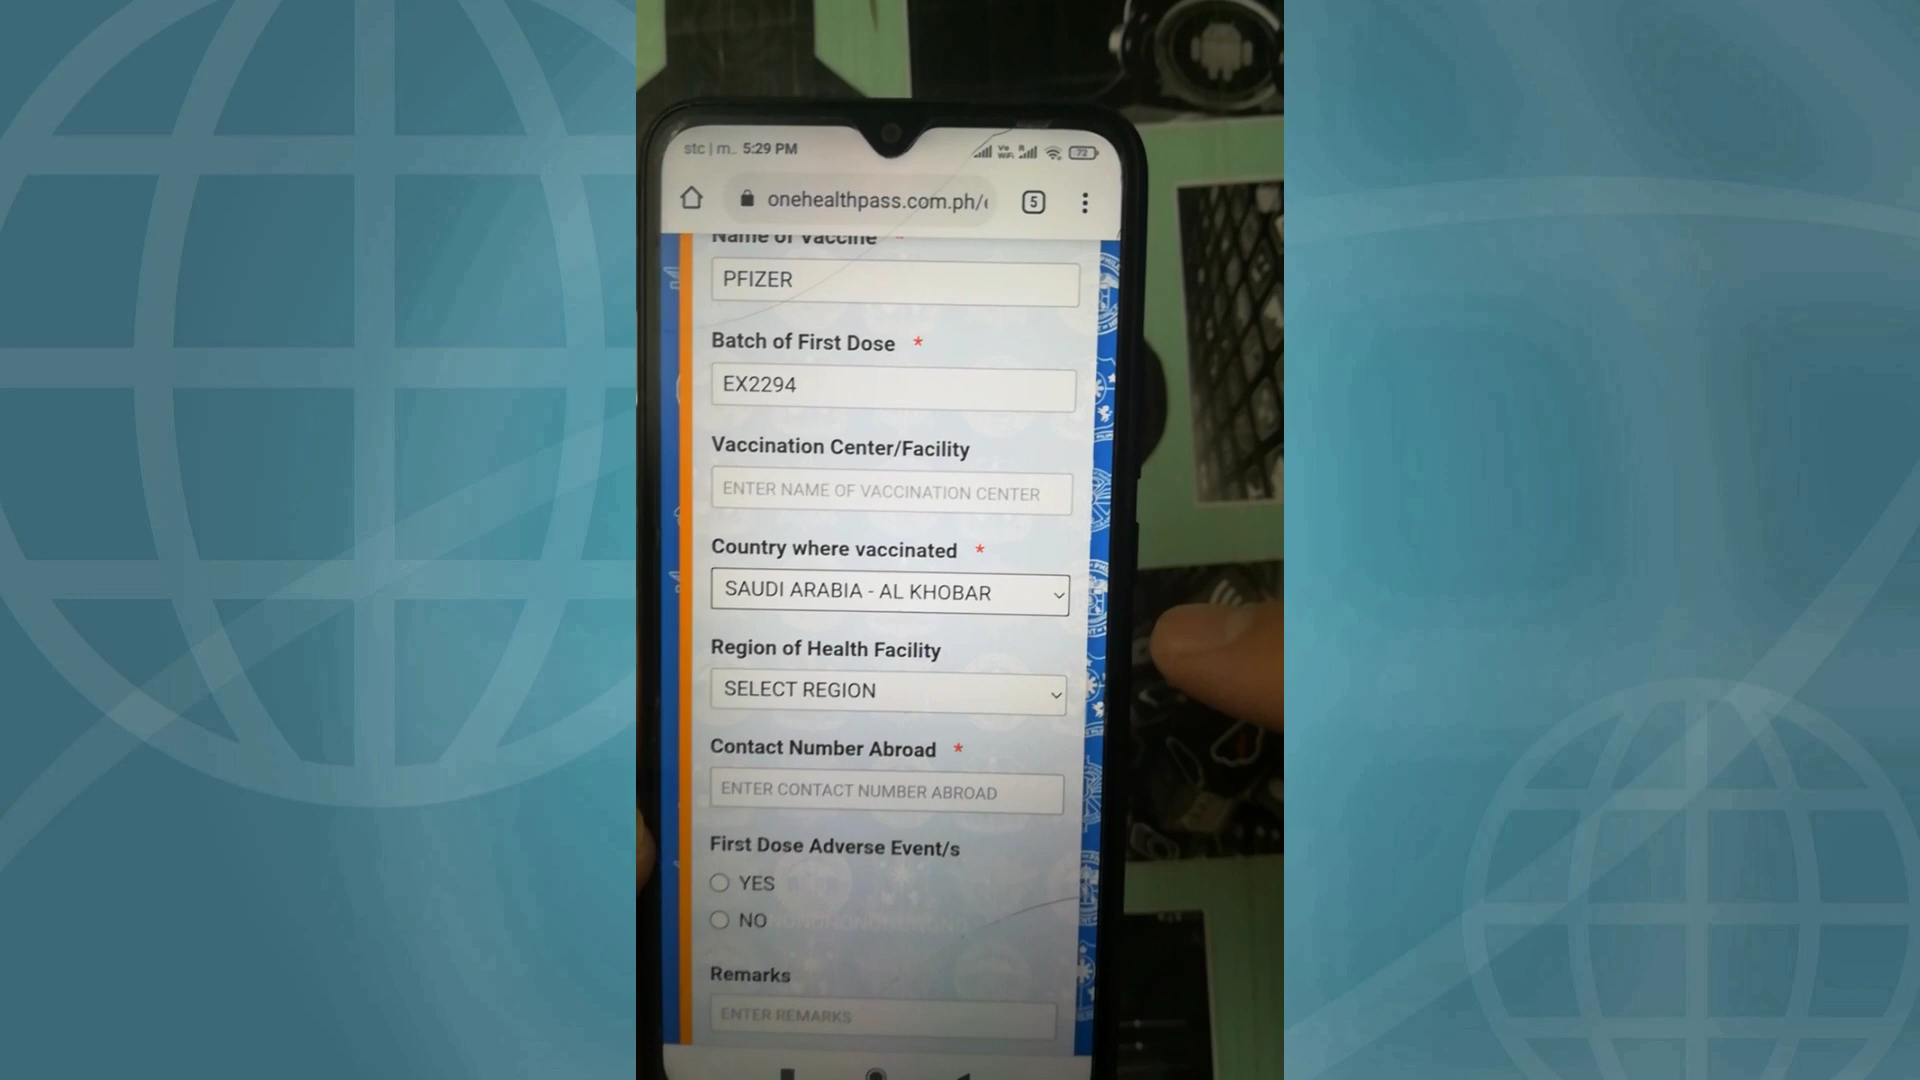 stc | m.. 5:29 PM
72
onehealthpass.com.ph/
5
Name of Vaccine *
PFIZER
Batch of First Dose *
EX2294
Vaccination Center/Facility
ENTER NAME OF VACCINATION CENTER
Country where vaccinated *
SAUDI ARABIA - AL KHOBAR
Region of Health Facility
SELECT REGION
Contact Number Abroad *
ENTER CONTACT NUMBER ABROAD
First Dose Adverse Event/s
YES
NO
Remarks
ENTER REMARKS